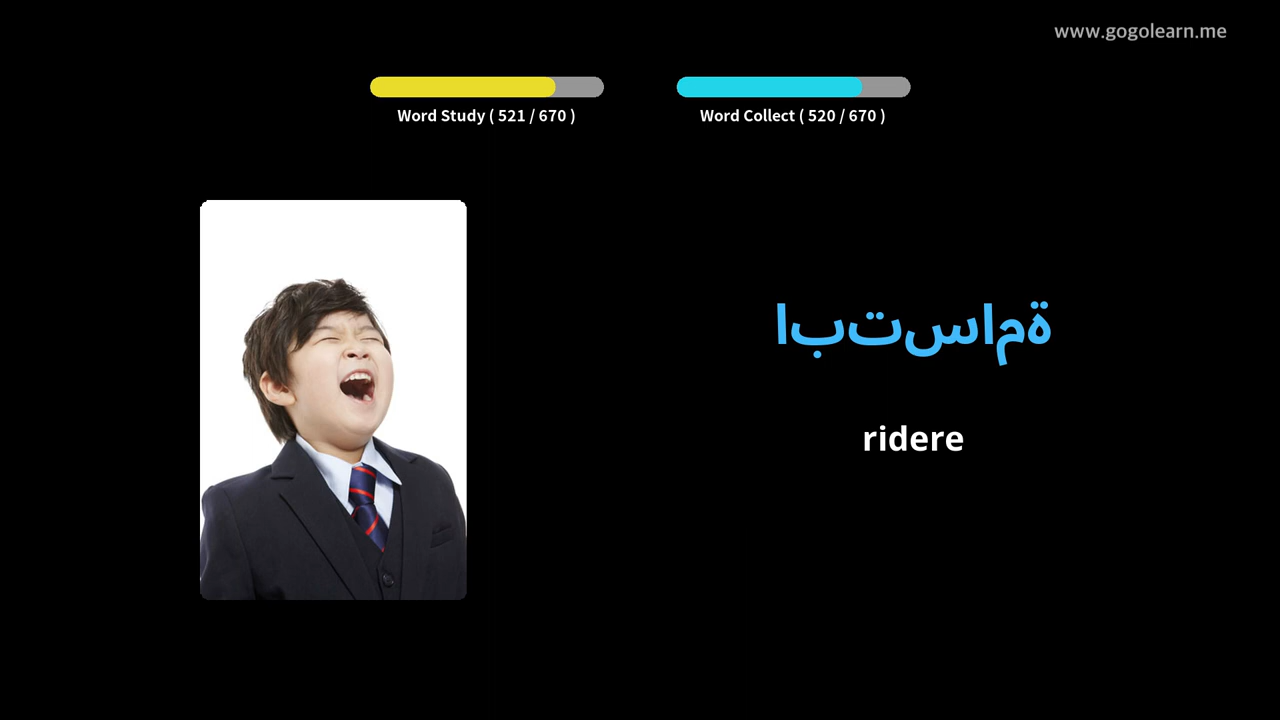 www.gogolearn.me
Word Study ( 521 / 670 )
Word Collect ( 520 / 670 )
ابتسامة
ridere